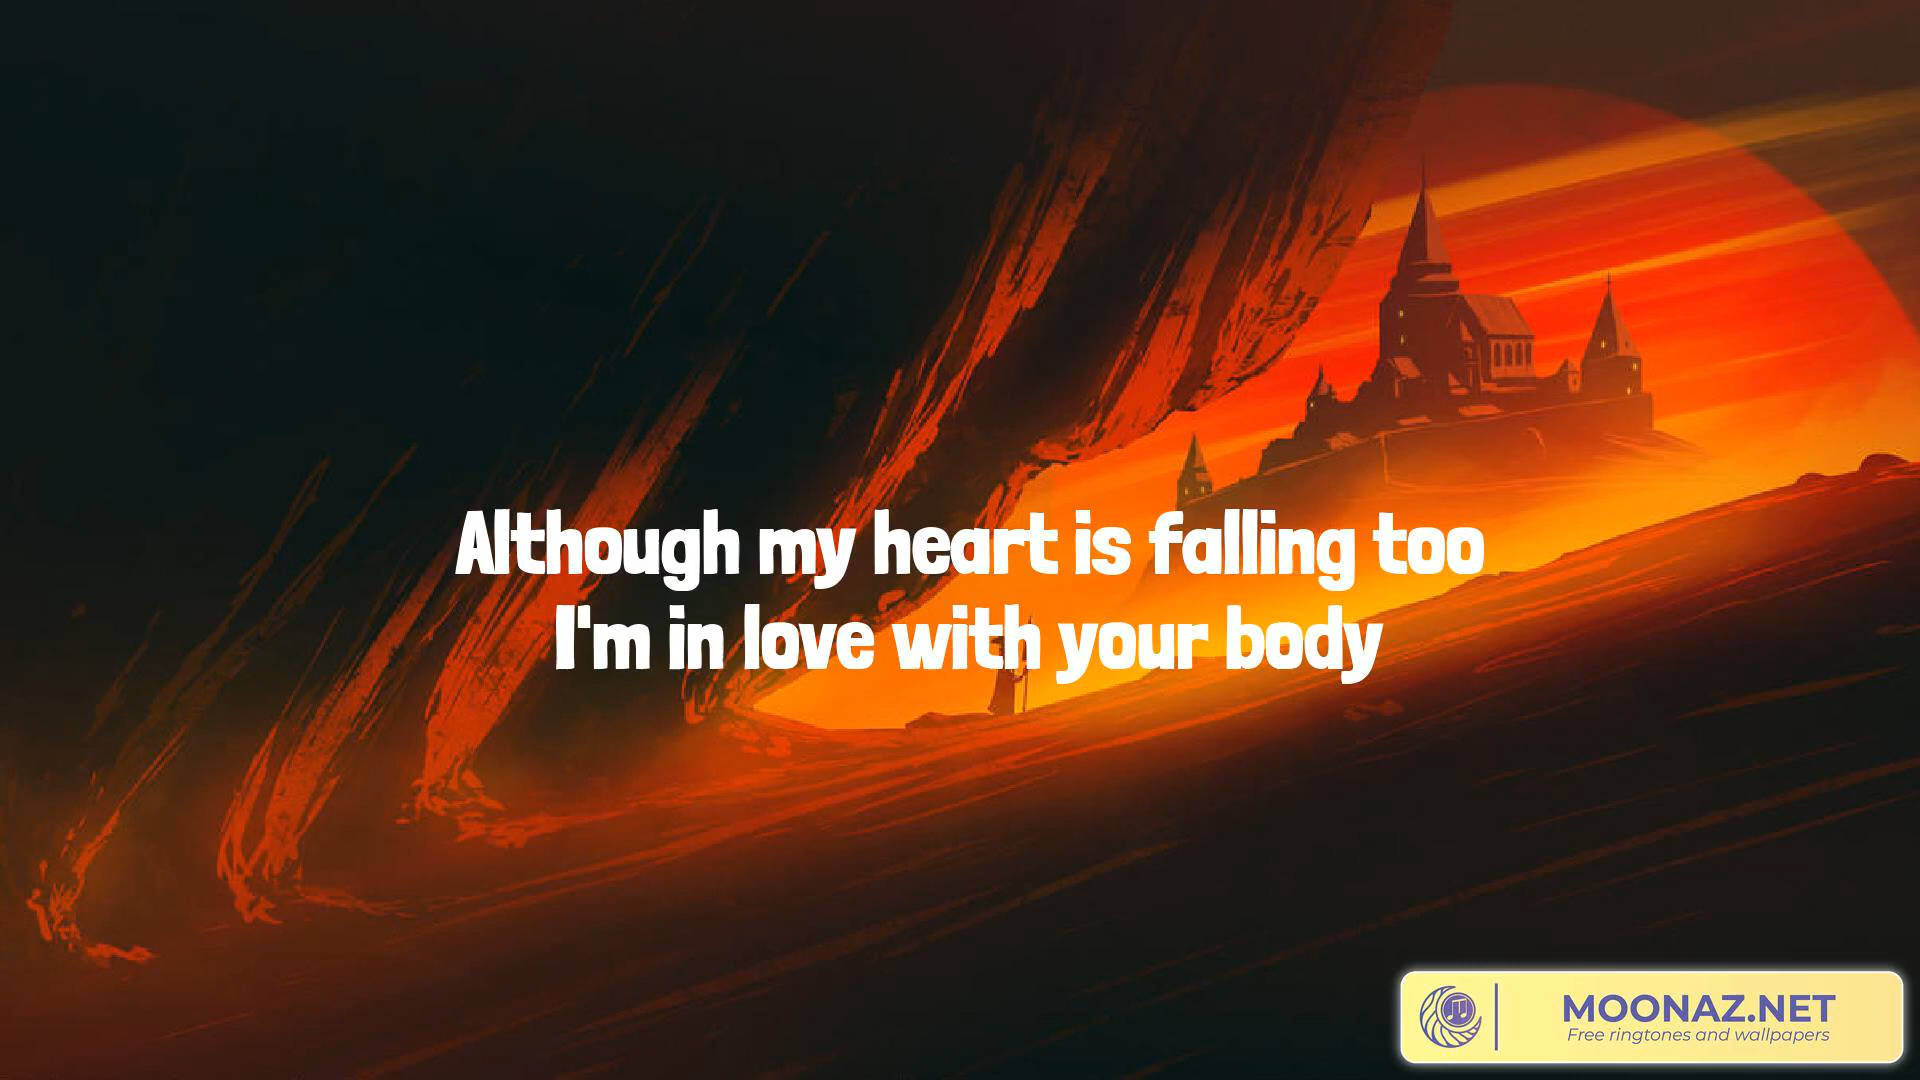 Although my heart is falling too
I'm in love with your body
MOONAZ.NET
Free ringtones and wallpapers